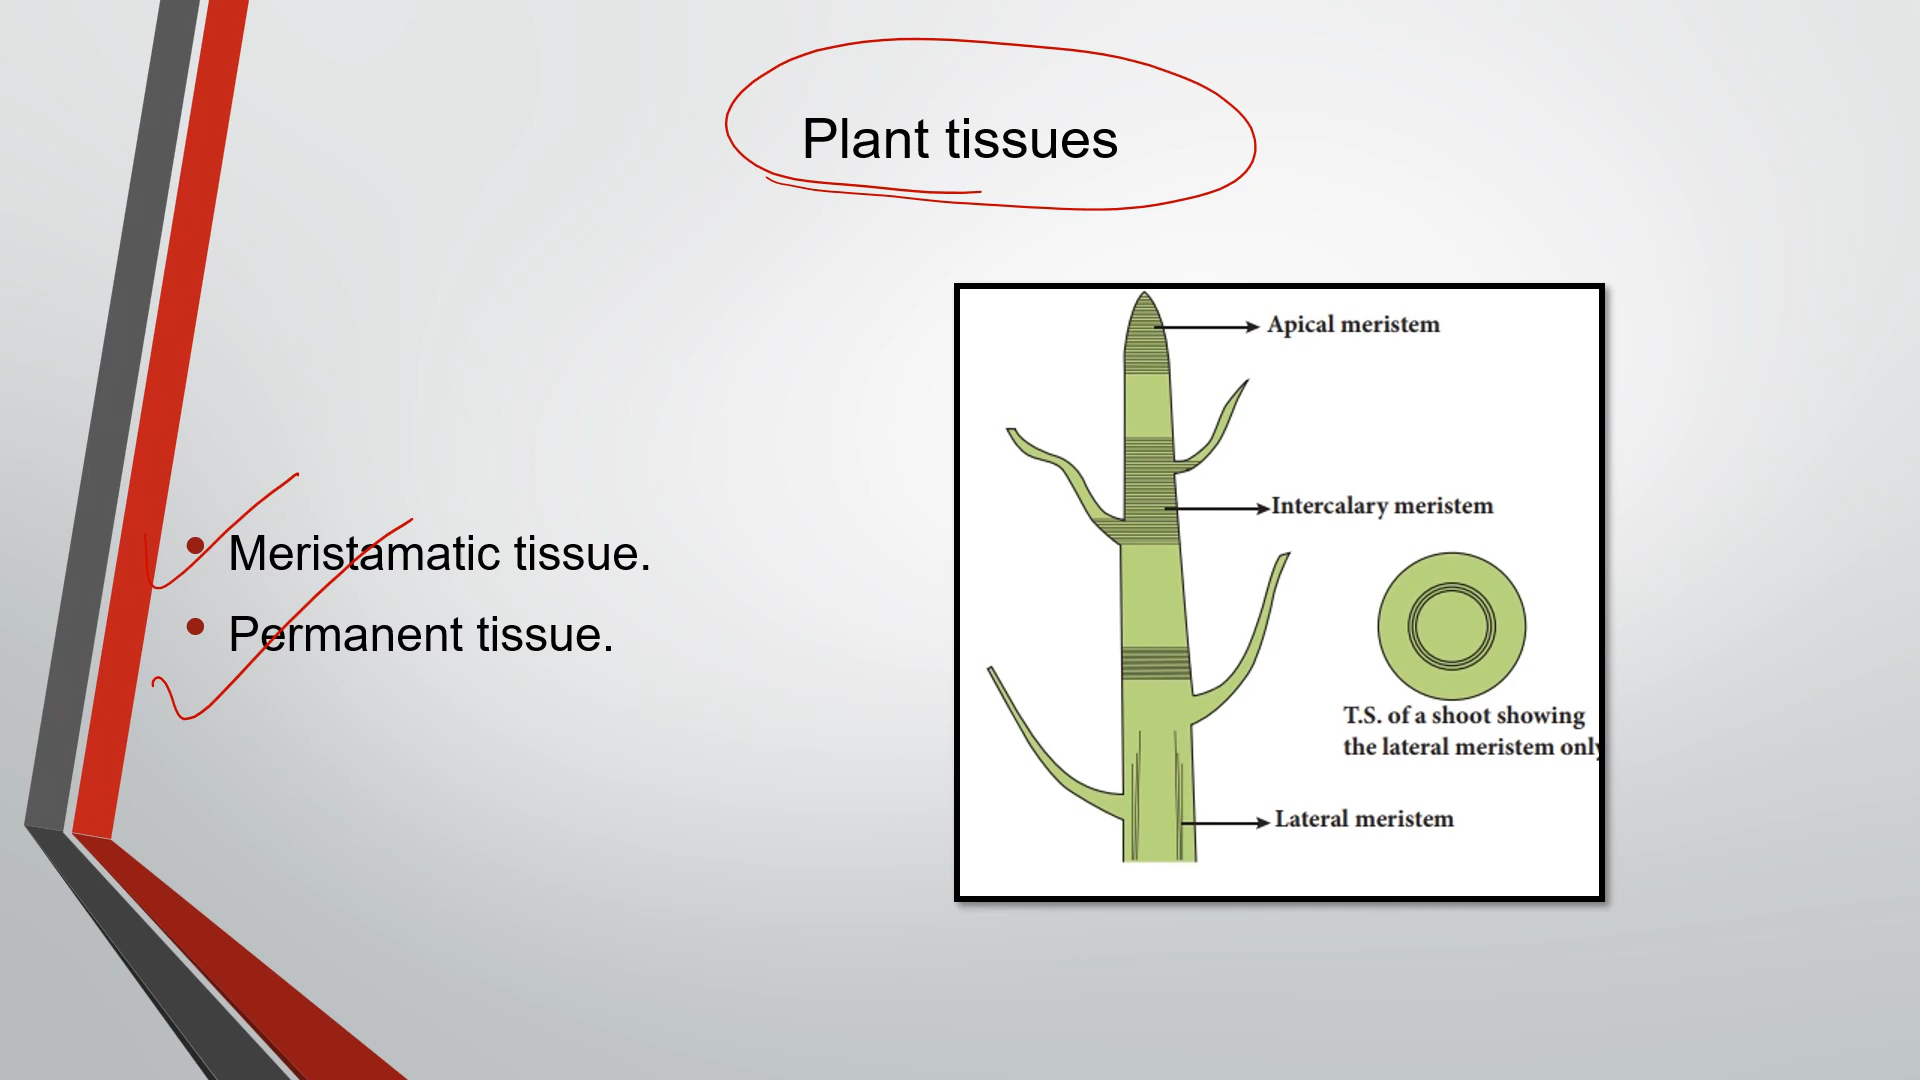 Plant tissues
• Meristamatic tissue.
• Permanent tissue.
Apical meristem
Intercalary meristem
T.S. of a shoot showing
the lateral meristem only
Lateral meristem